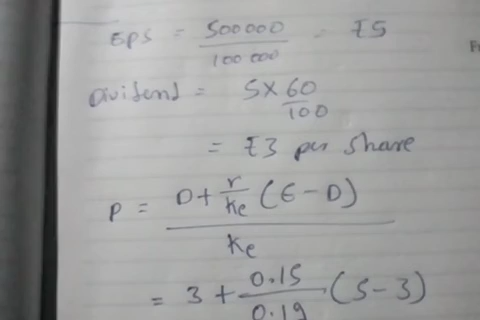 EPS = 500000 / 100000 = ₹5
Dividend = 5 × 60 / 100
= ₹3 per share
P = D + r/ke (E - D) / ke
= 3 + 0.15 / 0.19 (5 - 3)